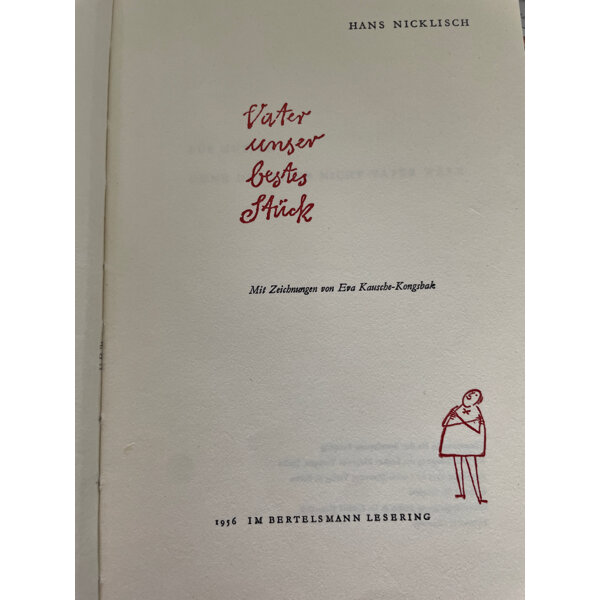 HANS NICKLISCH
Vater
unser
bestes
Stück
Mit Zeichnungen von Eva Kausche-Kongsbak
1956 IM BERTELSMANN LESERING